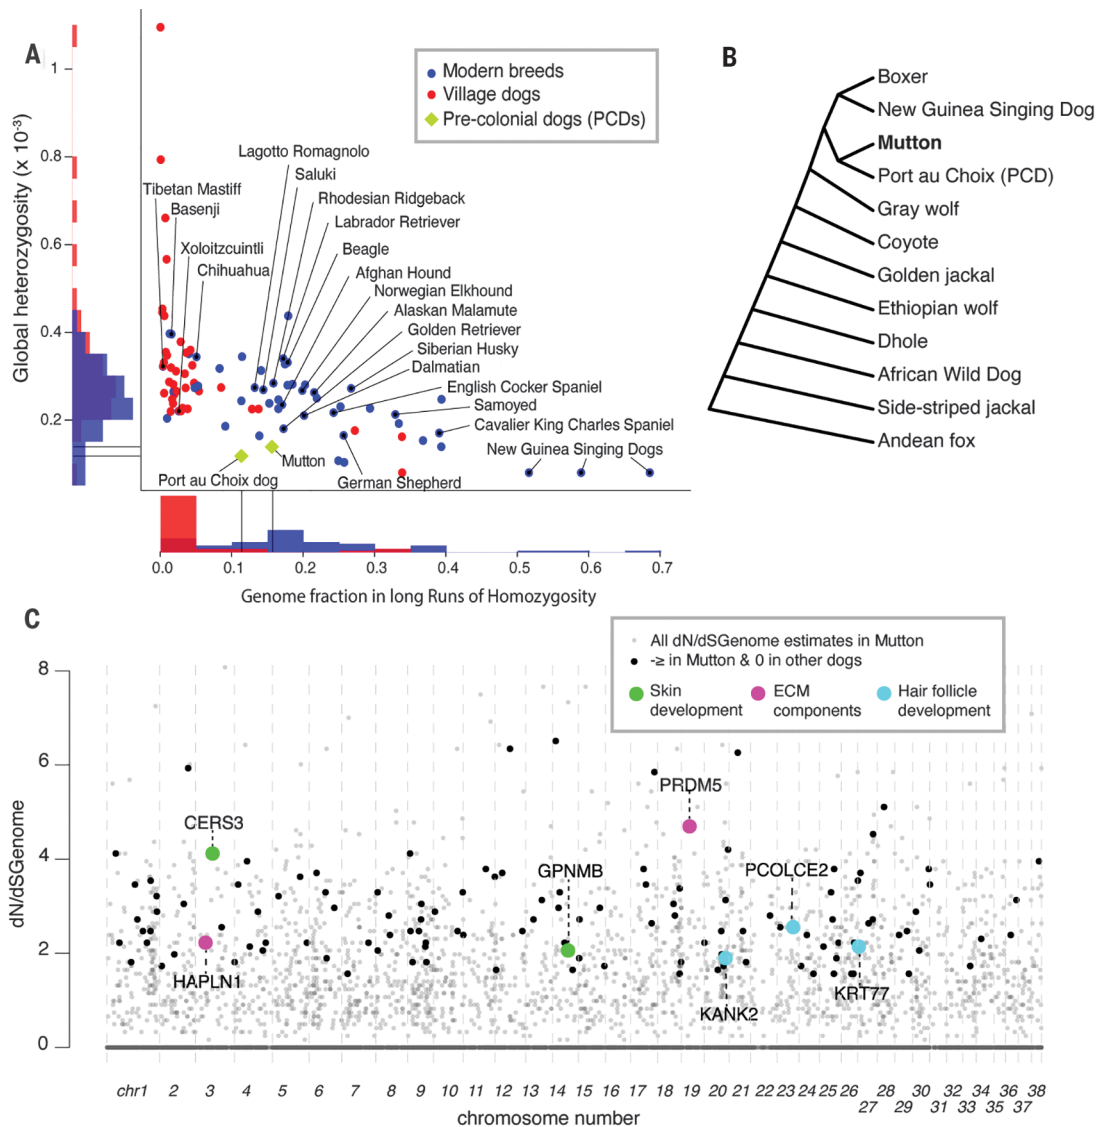 A
Global heterozygosity (x 10⁻³)
1
0.8
0.6
0.4
0.2
Modern breeds
Village dogs
Pre-colonial dogs (PCDs)
Lagotto Romagnolo
Saluki
Tibetan Mastiff
Rhodesian Ridgeback
Basenji
Labrador Retriever
Xoloitzcuintli
Beagle
Chihuahua
Afghan Hound
Norwegian Elkhound
Alaskan Malamute
Golden Retriever
Siberian Husky
Dalmatian
English Cocker Spaniel
Samoyed
Cavalier King Charles Spaniel
New Guinea Singing Dogs
Mutton
Port au Choix dog
German Shepherd
0.0 0.1 0.2 0.3 0.4 0.5 0.6 0.7
Genome fraction in long Runs of Homozygosity
B
Boxer
New Guinea Singing Dog
Mutton
Port au Choix (PCD)
Gray wolf
Coyote
Golden jackal
Ethiopian wolf
Dhole
African Wild Dog
Side-striped jackal
Andean fox
C
All dN/dSGenome estimates in Mutton
-≥ in Mutton & 0 in other dogs
Skin development
ECM components
Hair follicle development
dN/dSGenome
8
6
4
2
0
PRDM5
CERS3
GPNMB
PCOLCE2
HAPLN1
KRT77
KANK2
chr1 2 3 4 5 6 7 8 9 10 11 12 13 14 15 16 17 18 19 20 21 22 23 24 25 26 27 28 29 30 31 32 33 34 35 36 37 38
chromosome number